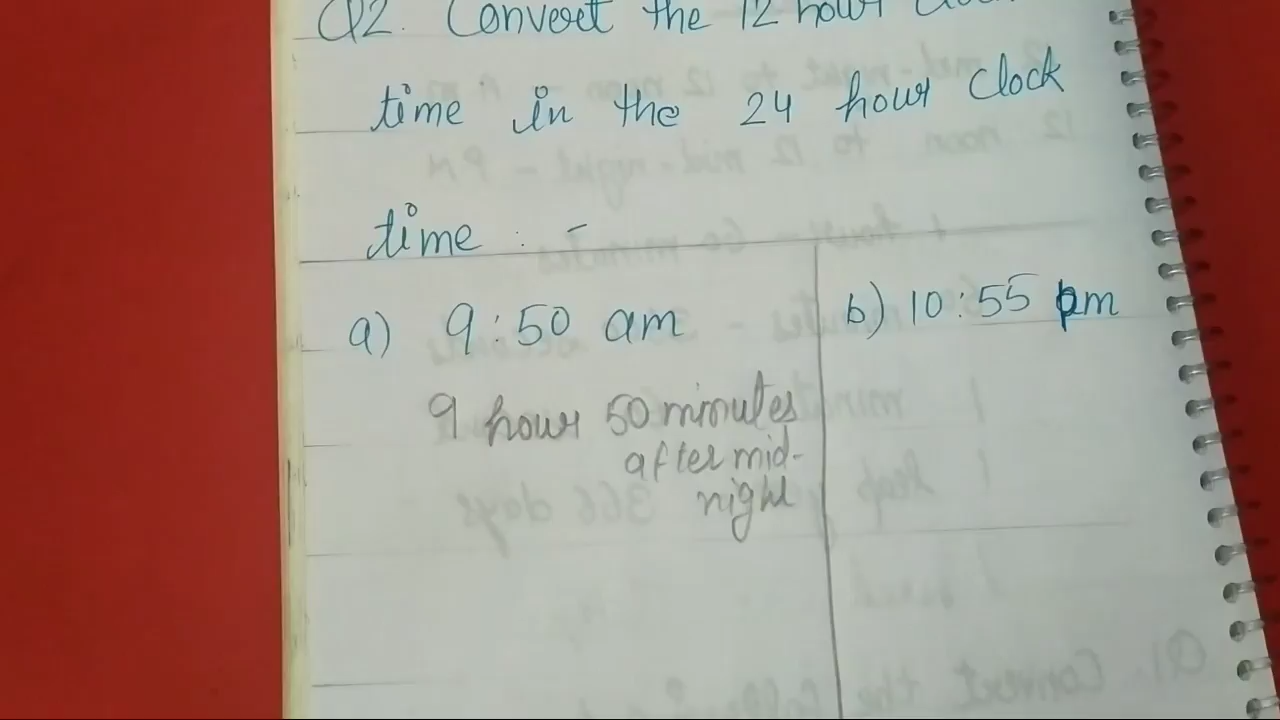 Q2. Convert the 12 hour
time in the 24 hour clock
time : -
a) 9:50 am
9 hour 50 minutes
after mid-
night
b) 10:55 pm